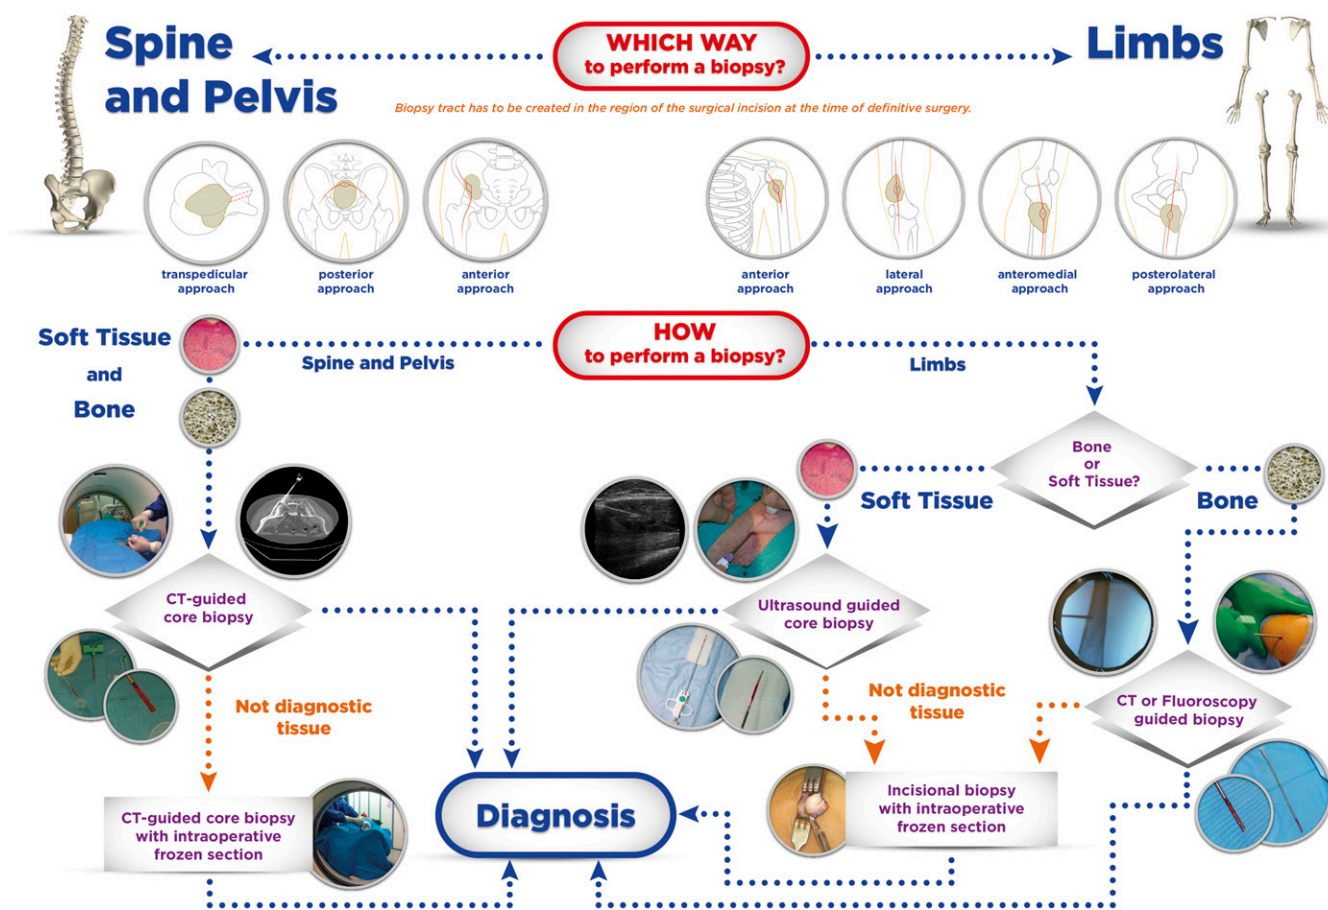 Spine
and Pelvis
WHICH WAY
to perform a biopsy?
Limbs
Biopsy tract has to be created in the region of the surgical incision at the time of definitive surgery.
transpedicular
approach
posterior
approach
anterior
approach
anterior
approach
lateral
approach
anteromedial
approach
posterolateral
approach
Soft Tissue
and
Bone
Spine and Pelvis
HOW
to perform a biopsy?
Limbs
Bone
or
Soft Tissue?
Soft Tissue
Bone
CT-guided
core biopsy
Ultrasound guided
core biopsy
CT or Fluoroscopy
guided biopsy
Not diagnostic
tissue
Not diagnostic
tissue
CT-guided core biopsy
with intraoperative
frozen section
Diagnosis
Incisional biopsy
with intraoperative
frozen section